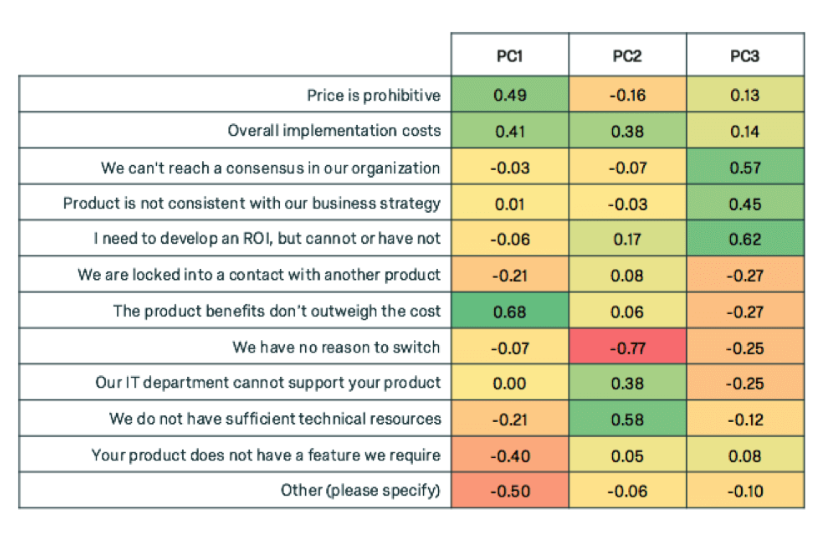 PC1 PC2 PC3
Price is prohibitive 0.49 -0.16 0.13
Overall implementation costs 0.41 0.38 0.14
We can't reach a consensus in our organization -0.03 -0.07 0.57
Product is not consistent with our business strategy 0.01 -0.03 0.45
I need to develop an ROI, but cannot or have not -0.06 0.17 0.62
We are locked into a contact with another product -0.21 0.08 -0.27
The product benefits don't outweigh the cost 0.68 0.06 -0.27
We have no reason to switch -0.07 -0.77 -0.25
Our IT department cannot support your product 0.00 0.38 -0.25
We do not have sufficient technical resources -0.21 0.58 -0.12
Your product does not have a feature we require -0.40 0.05 0.08
Other (please specify) -0.50 -0.06 -0.10